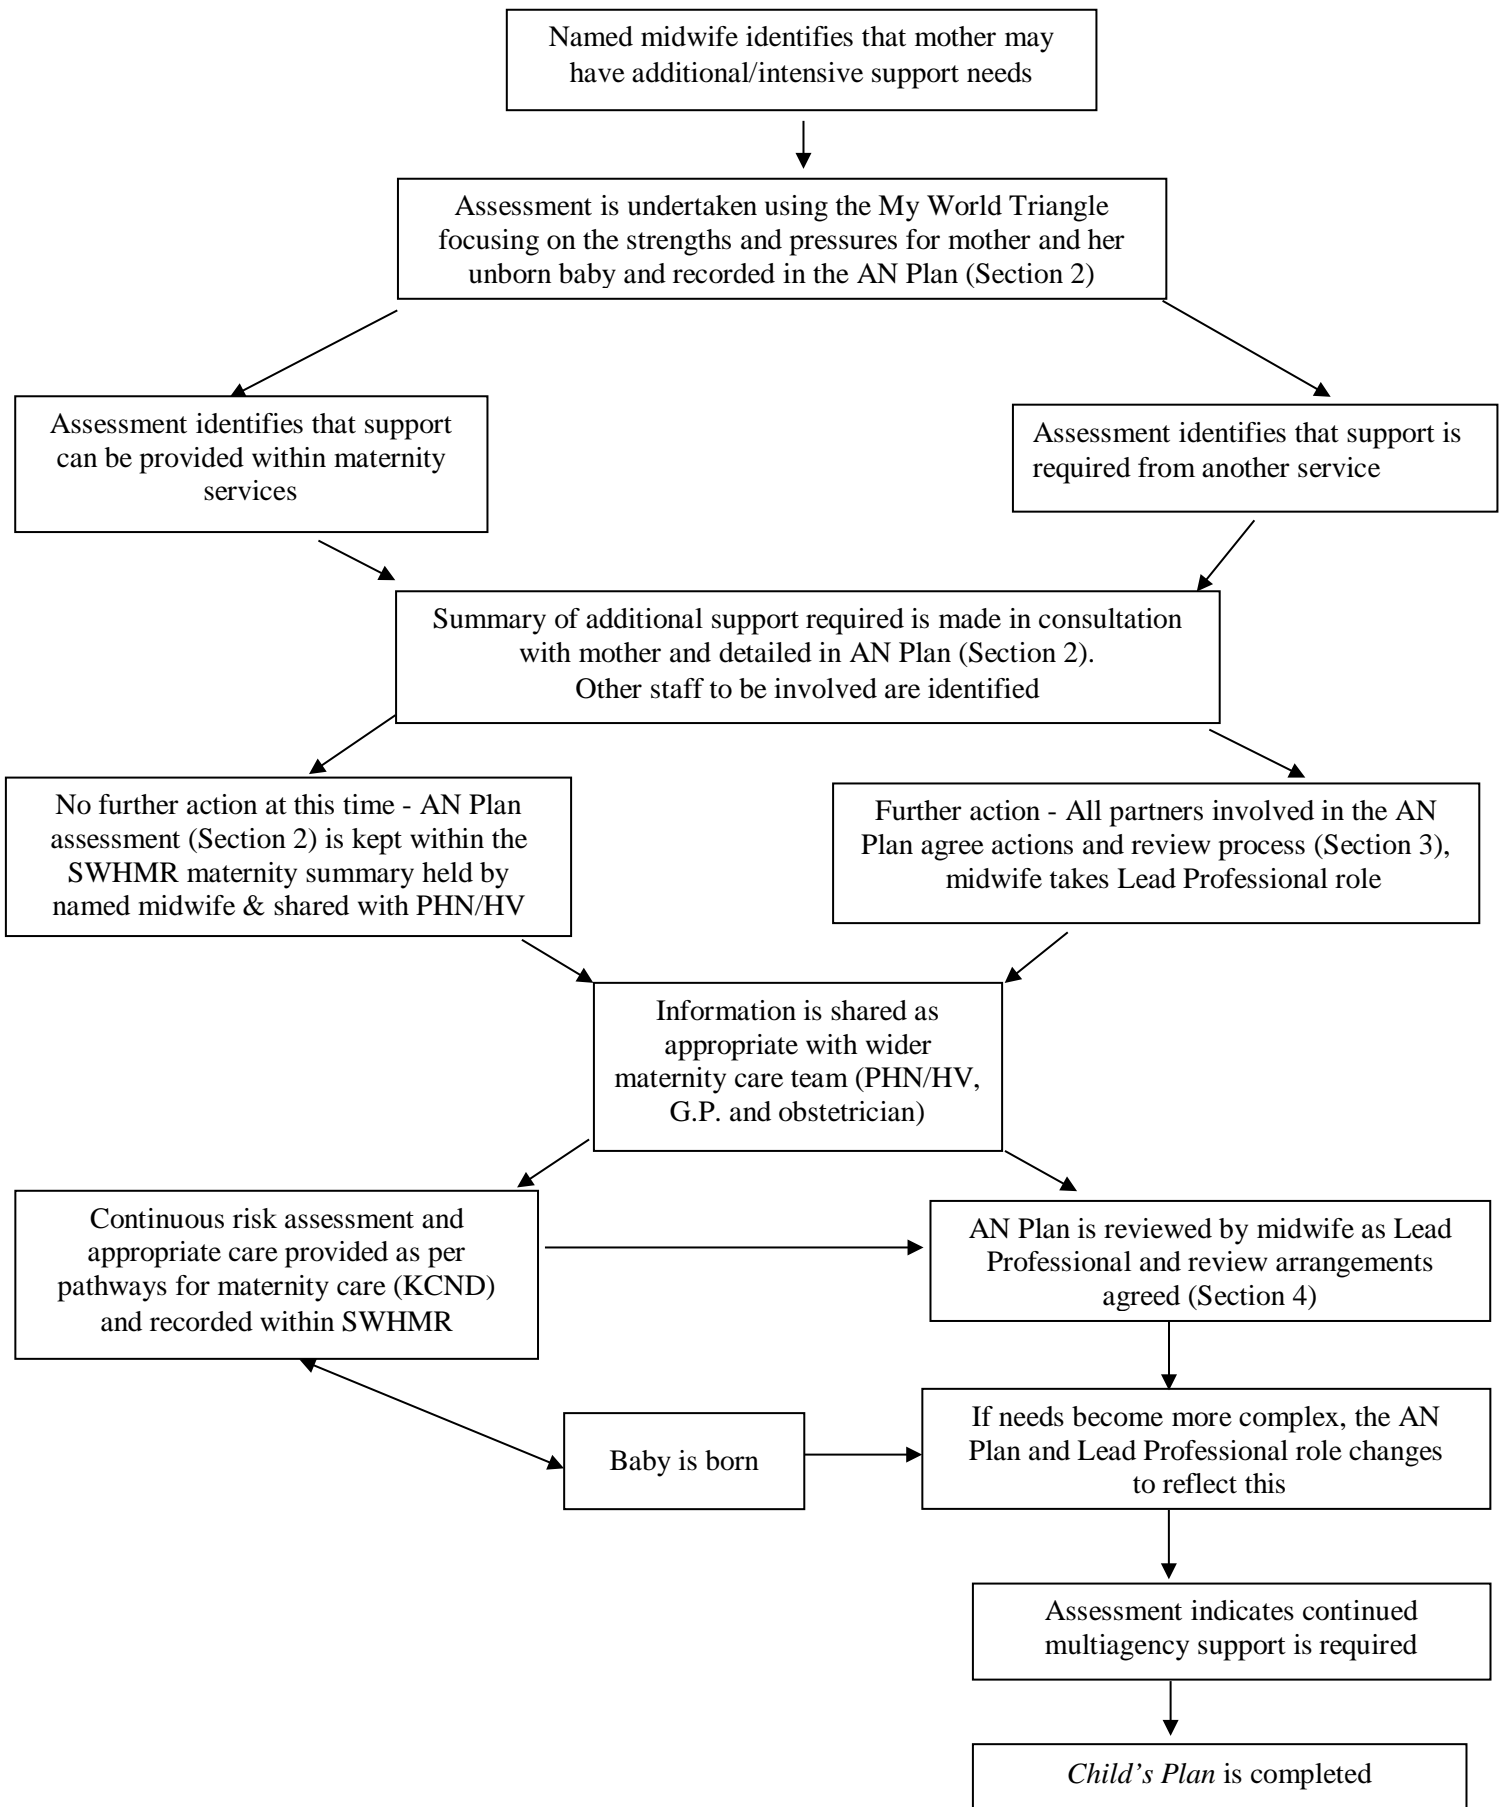 Named midwife identifies that mother may
have additional/intensive support needs
Assessment is undertaken using the My World Triangle
focusing on the strengths and pressures for mother and her
unborn baby and recorded in the AN Plan (Section 2)
Assessment identifies that support
can be provided within maternity
services
Assessment identifies that support is
required from another service
Summary of additional support required is made in consultation
with mother and detailed in AN Plan (Section 2).
Other staff to be involved are identified
No further action at this time - AN Plan
assessment (Section 2) is kept within the
SWHMR maternity summary held by
named midwife & shared with PHN/HV
Further action - All partners involved in the AN
Plan agree actions and review process (Section 3),
midwife takes Lead Professional role
Information is shared as
appropriate with wider
maternity care team (PHN/HV,
G.P. and obstetrician)
Continuous risk assessment and
appropriate care provided as per
pathways for maternity care (KCND)
and recorded within SWHMR
AN Plan is reviewed by midwife as Lead
Professional and review arrangements
agreed (Section 4)
Baby is born
If needs become more complex, the AN
Plan and Lead Professional role changes
to reflect this
Assessment indicates continued
multiagency support is required
Child’s Plan is completed